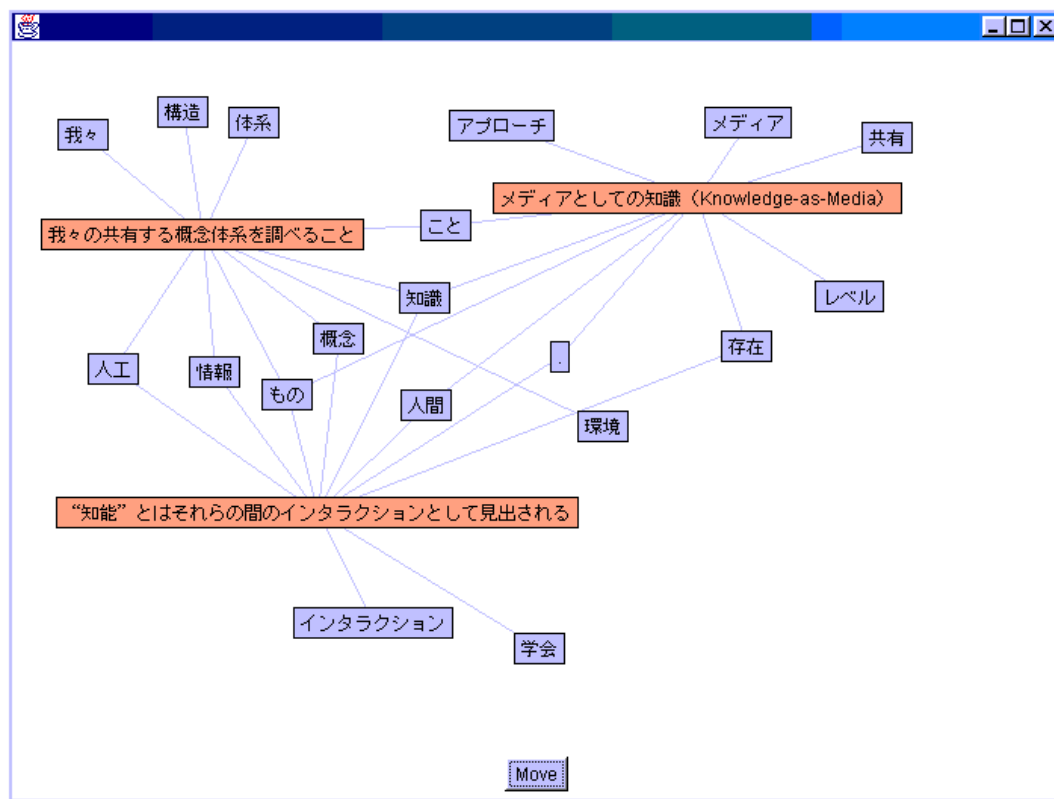 構造
体系
我々
アプローチ
メディア
共有
メディアとしての知識（Knowledge-as-Media）
こと
我々の共有する概念体系を調べること
知識
レベル
概念
.
存在
人工
情報
もの
人間
環境
“知能”とはそれらの間のインタラクションとして見出される
インタラクション
学会
Move